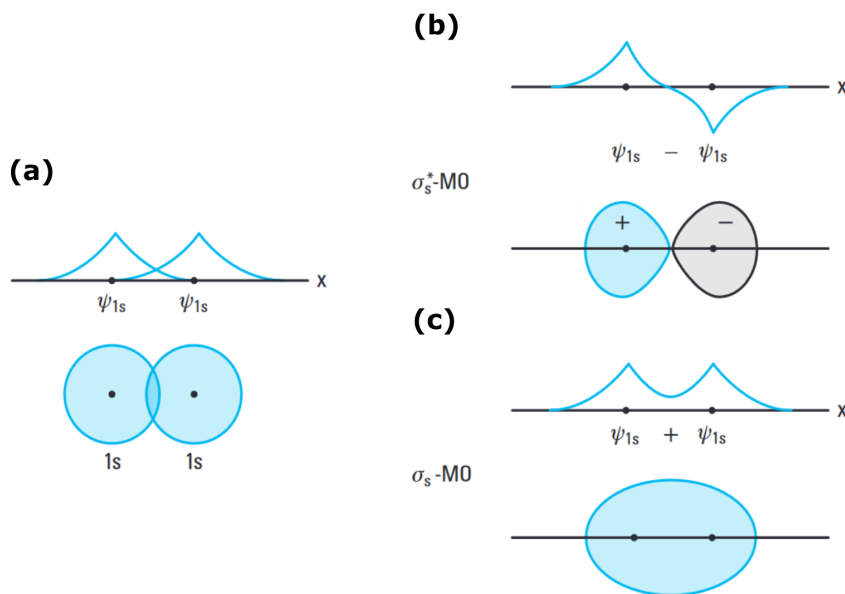 (a)
x
ψ1s ψ1s
1s 1s
(b)
x
ψ1s − ψ1s
σs*-MO
+ −
(c)
x
ψ1s + ψ1s
σs-MO